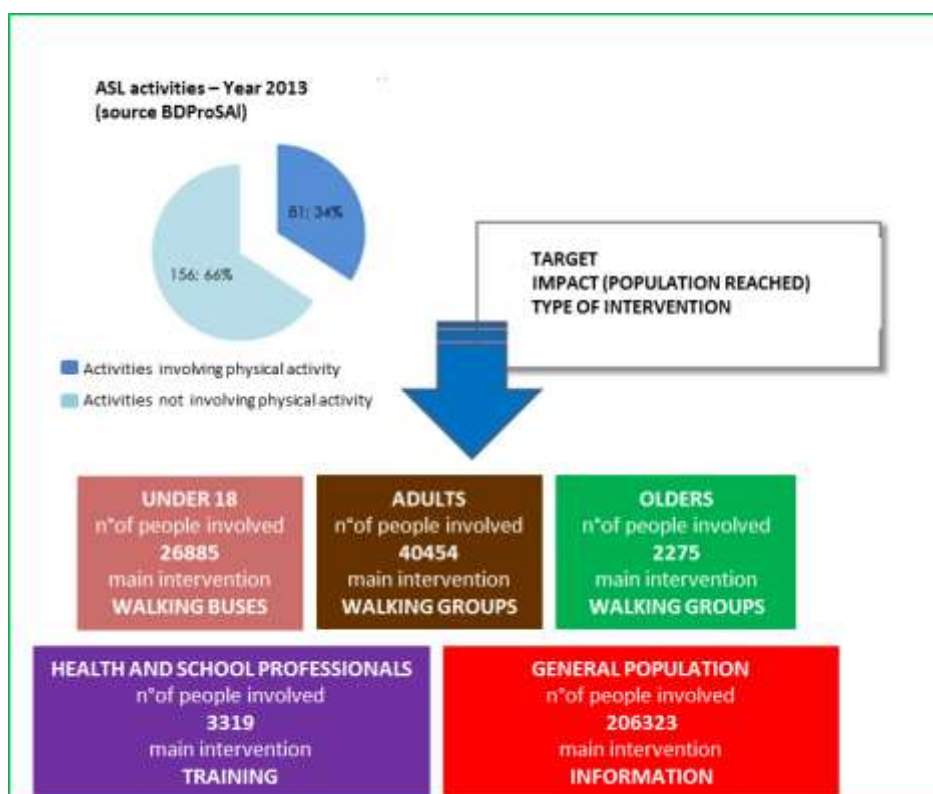 ASL activities – Year 2013
(source BDProSAl)
81; 34%
156; 66%
Activities involving physical activity
Activities not involving physical activity
TARGET
IMPACT (POPULATION REACHED)
TYPE OF INTERVENTION
UNDER 18
n°of people involved
26885
main intervention
WALKING BUSES
ADULTS
n°of people involved
40454
main intervention
WALKING GROUPS
OLDERS
n°of people involved
2275
main intervention
WALKING GROUPS
HEALTH AND SCHOOL PROFESSIONALS
n°of people involved
3319
main intervention
TRAINING
GENERAL POPULATION
n°of people involved
206323
main intervention
INFORMATION